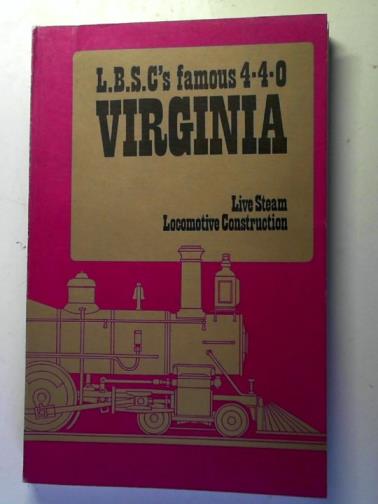 L.B.S.C's famous 4-4-0
VIRGINIA
Live Steam
Locomotive Construction